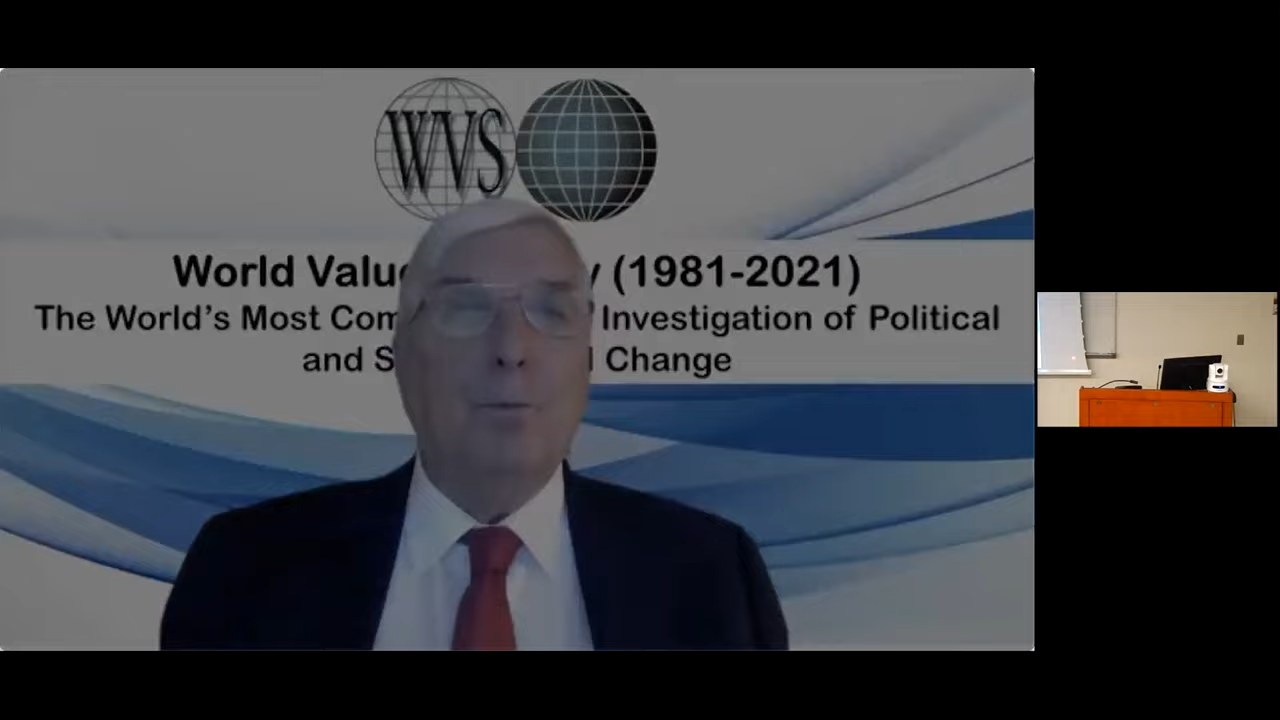 WVS
World Valu (1981-2021)
The World's Most Com Investigation of Political
and S Change